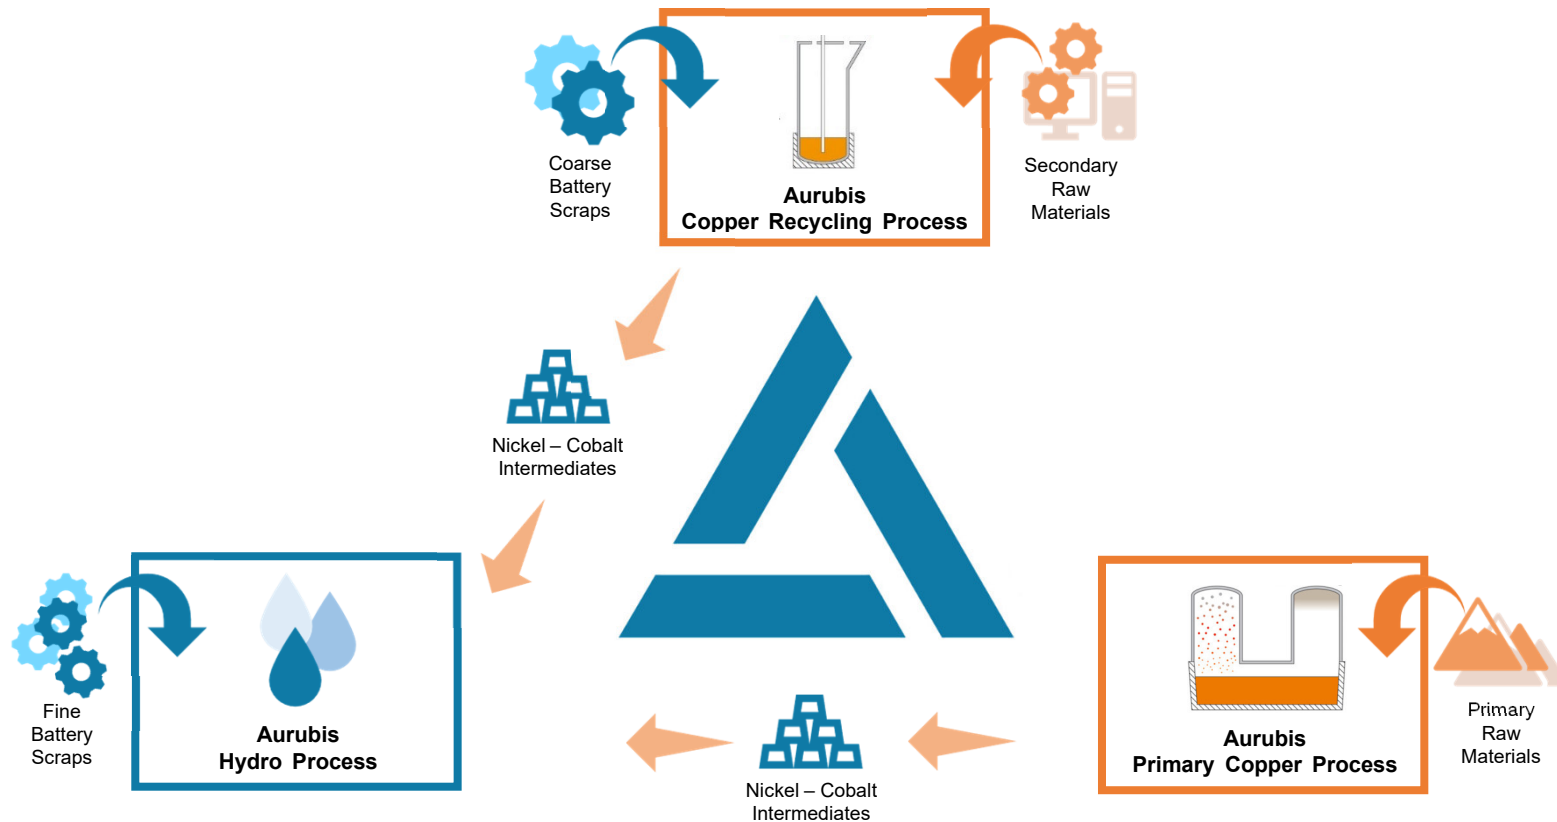 Coarse
Battery
Scraps
Aurubis
Copper Recycling Process
Secondary
Raw
Materials
Nickel – Cobalt
Intermediates
Fine
Battery
Scraps
Aurubis
Hydro Process
Nickel – Cobalt
Intermediates
Aurubis
Primary Copper Process
Primary
Raw
Materials